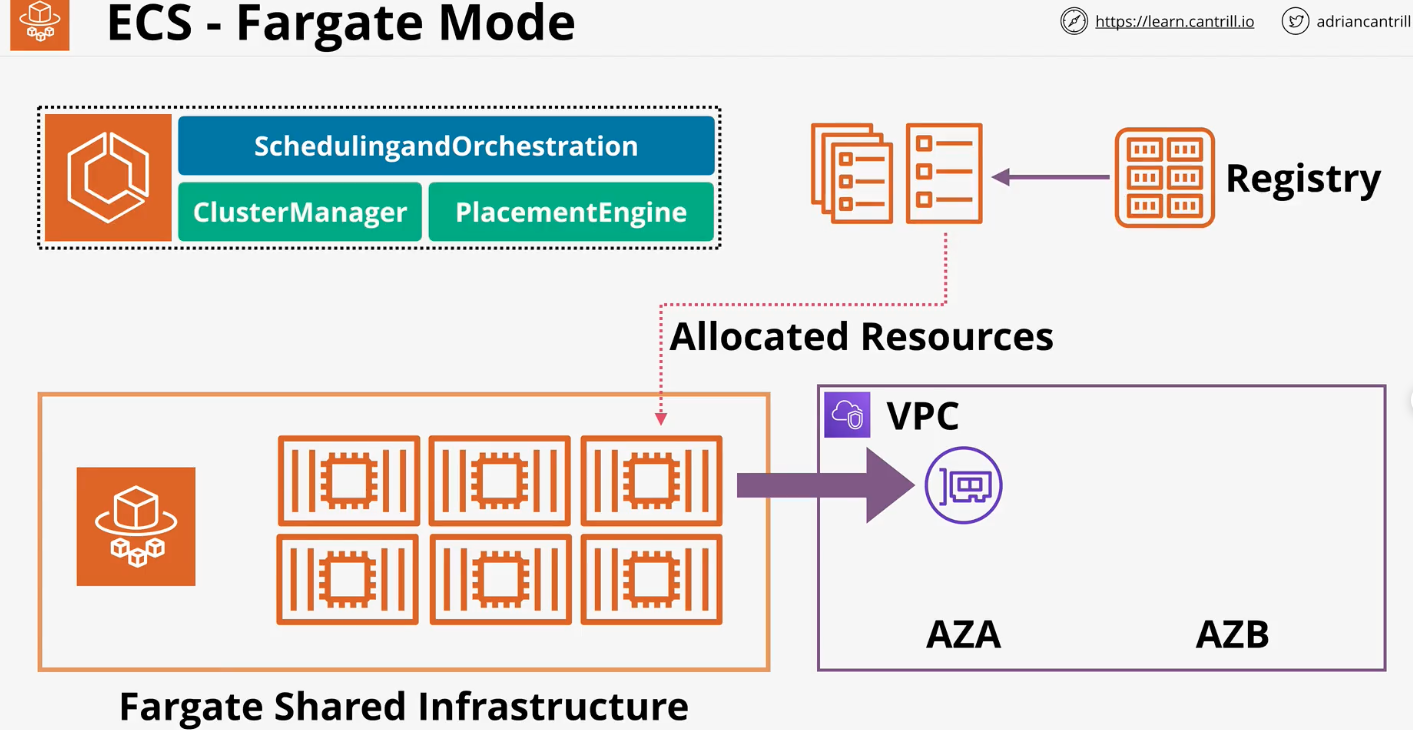 ECS - Fargate Mode
https://learn.cantrill.io
adriancantrill
SchedulingandOrchestration
ClusterManager
PlacementEngine
Registry
Allocated Resources
VPC
AZA
AZB
Fargate Shared Infrastructure